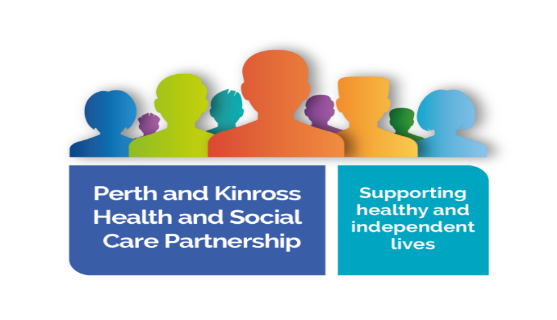 Perth and Kinross
Health and Social
Care Partnership
Supporting
healthy and
independent
lives